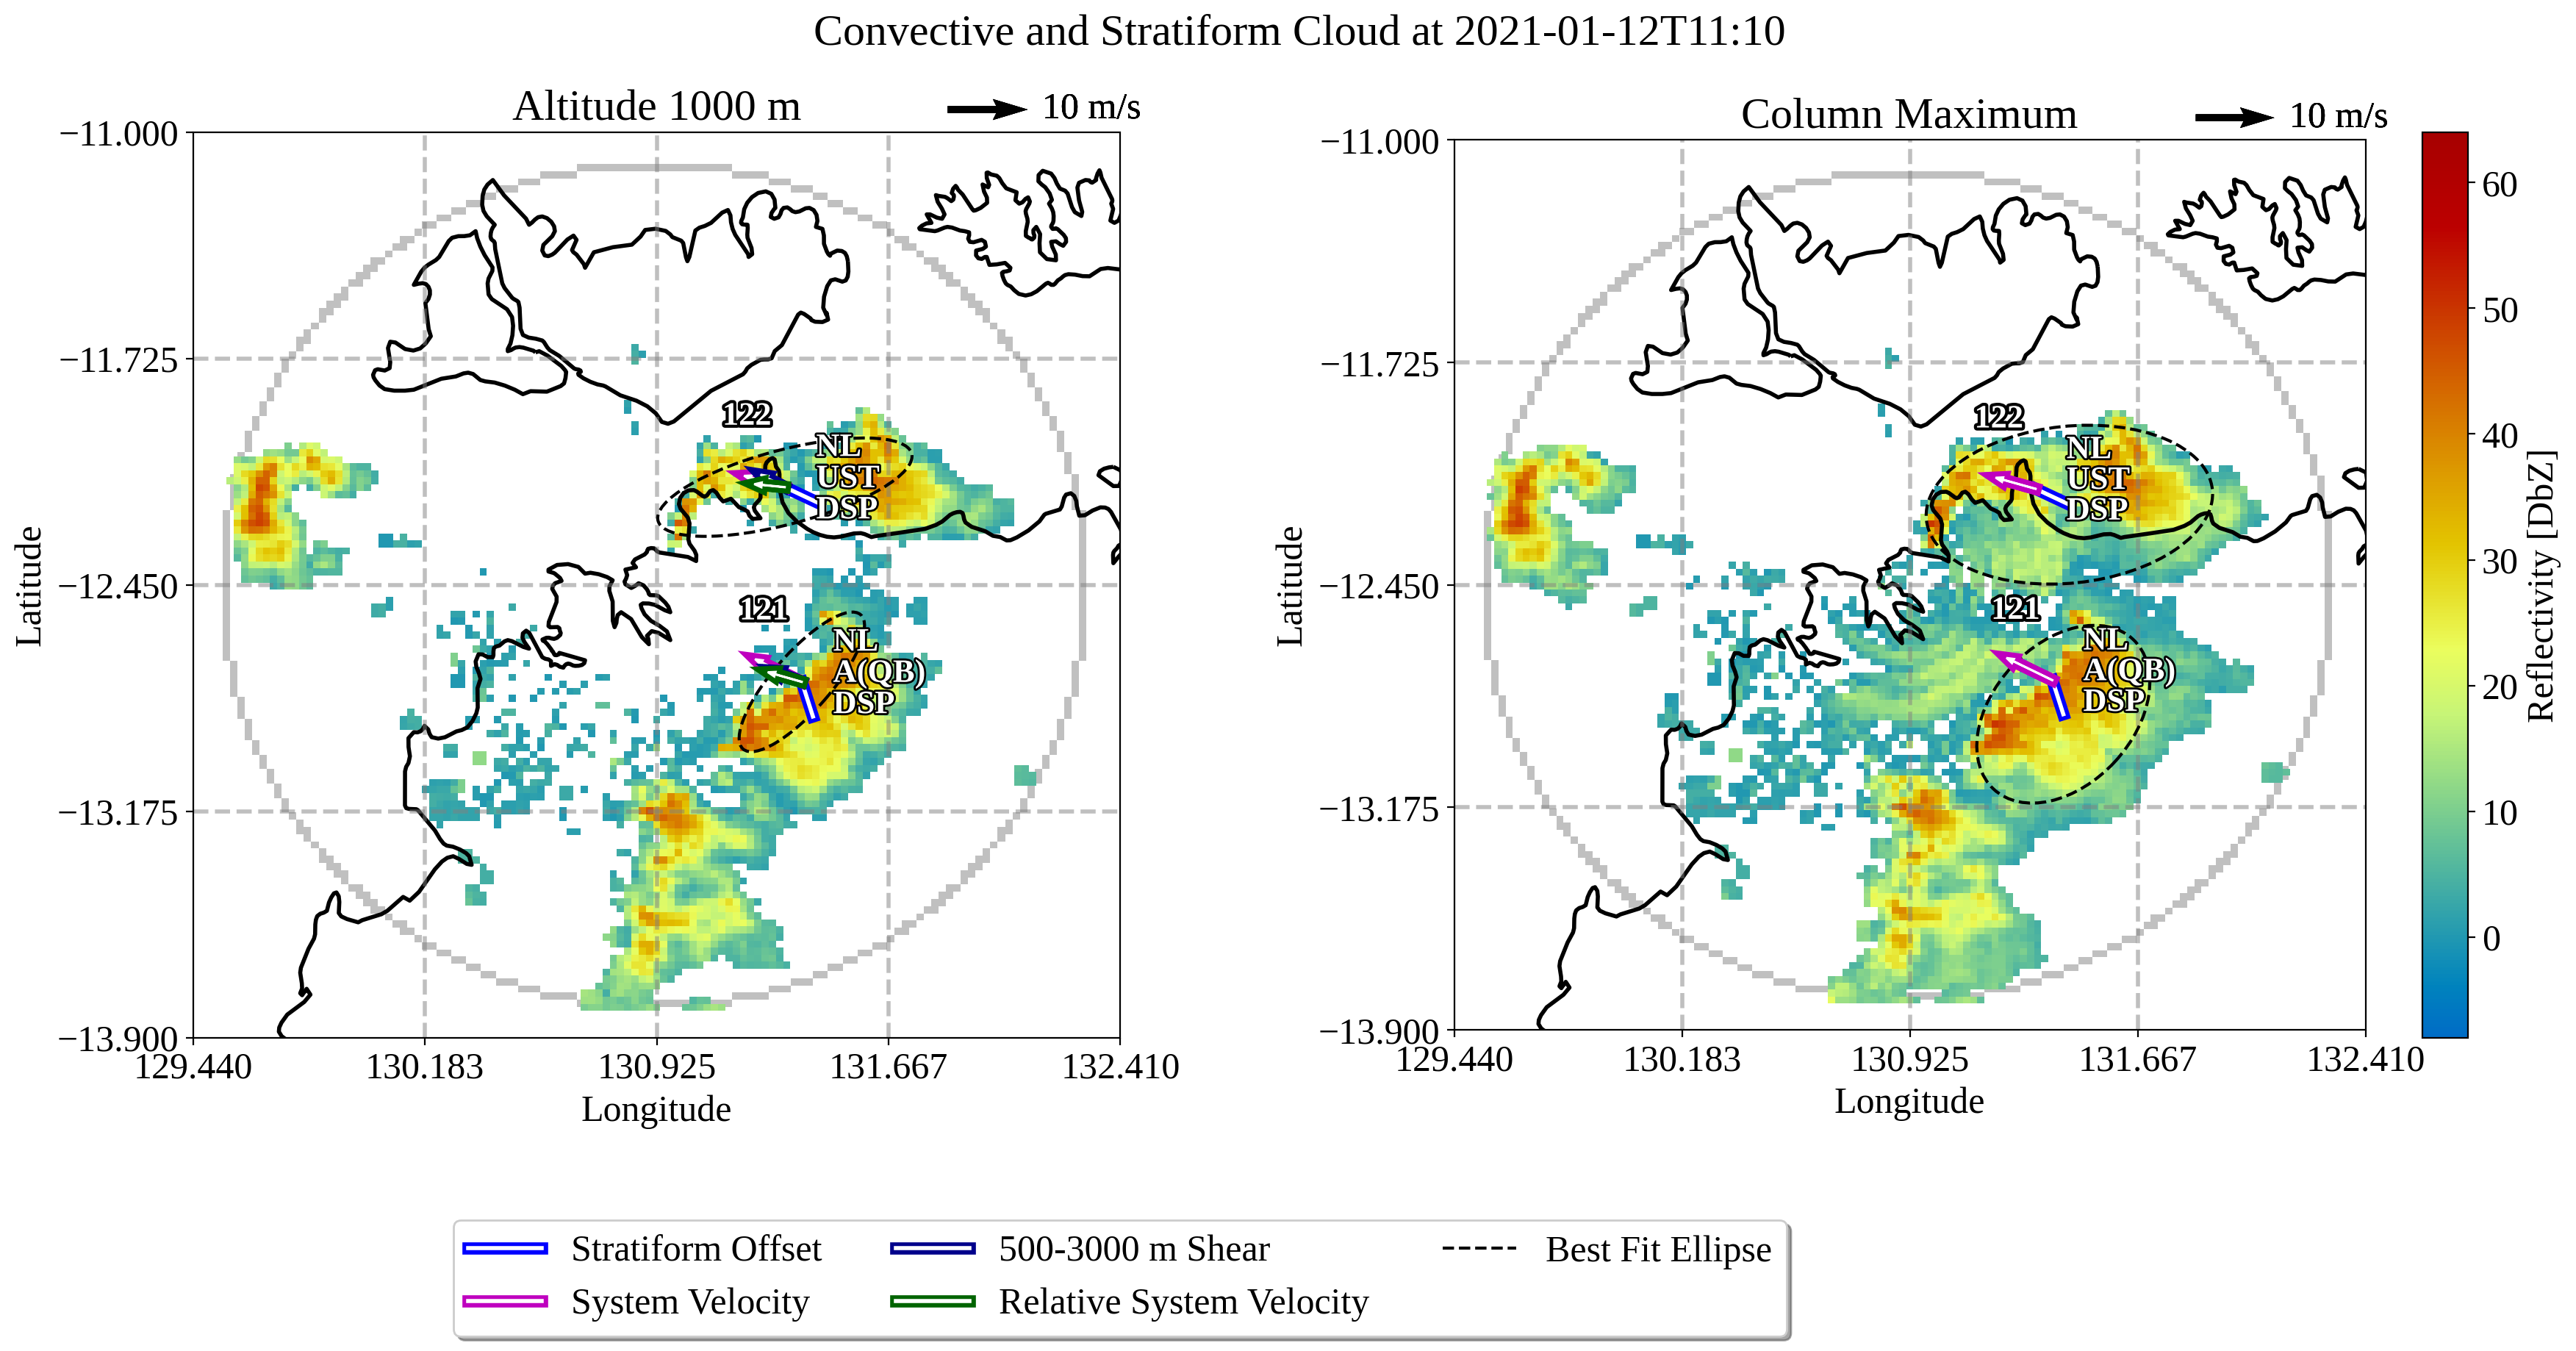 Convective and Stratiform Cloud at 2021-01-12T11:10
Altitude 1000 m
10 m/s
Latitude
−11.000
−11.725
−12.450
−13.175
−13.900
129.440
130.183
130.925
131.667
132.410
Longitude
122
NL
UST
DSP
121
NL
A(QB)
DSP
Column Maximum
10 m/s
Latitude
−11.000
−11.725
−12.450
−13.175
−13.900
129.440
130.183
130.925
131.667
132.410
Longitude
122
NL
UST
DSP
121
NL
A(QB)
DSP
60
50
40
30
20
10
0
Reflectivity [DbZ]
Stratiform Offset
System Velocity
500-3000 m Shear
Relative System Velocity
Best Fit Ellipse